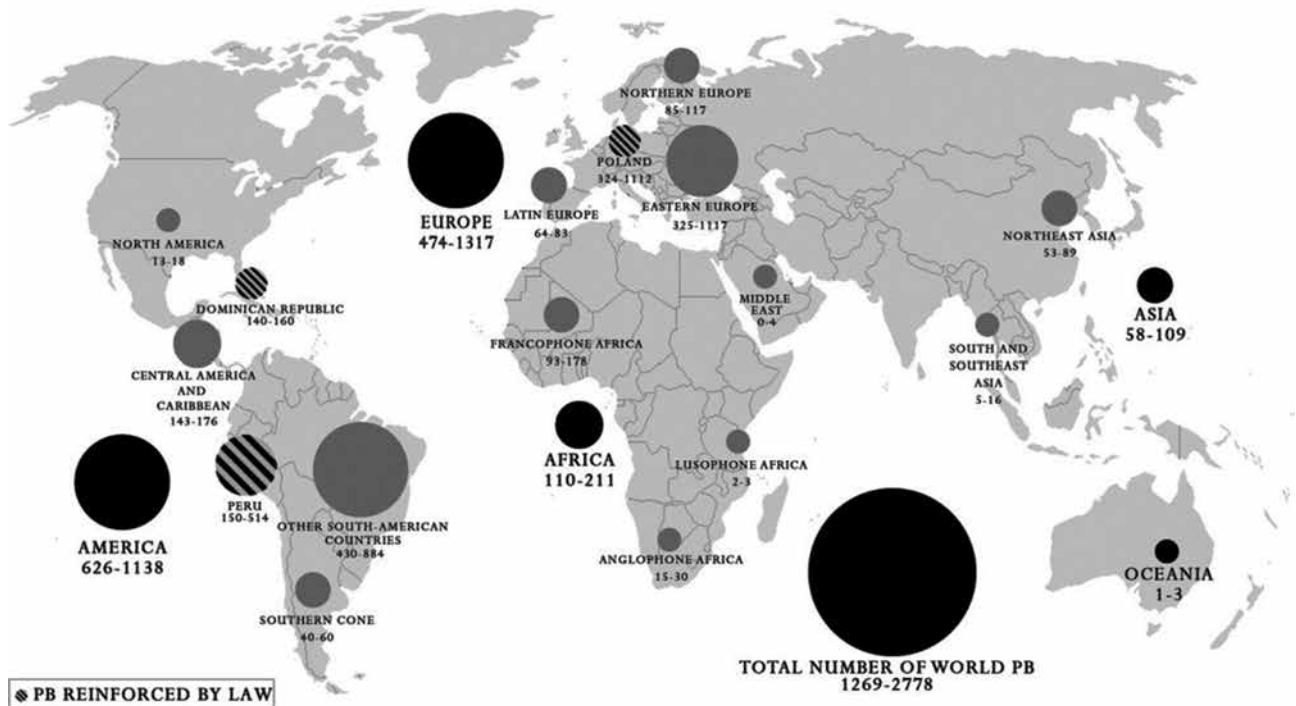 NORTHERN EUROPE
85-117
POLAND
324-1112
EASTERN EUROPE
325-1117
LATIN EUROPE
64-83
EUROPE
474-1317
NORTH AMERICA
13-18
DOMINICAN REPUBLIC
140-160
CENTRAL AMERICA
AND
CARIBBEAN
143-176
AMERICA
626-1138
PERU
150-514
OTHER SOUTH-AMERICAN
COUNTRIES
430-884
SOUTHERN CONE
40-60
FRANCOPHONE AFRICA
93-178
AFRICA
110-211
LUSOPHONE AFRICA
2-3
ANGLOPHONE AFRICA
15-30
MIDDLE
EAST
0-4
NORTHEAST ASIA
53-89
ASIA
58-109
SOUTH AND
SOUTHEAST
ASIA
5-16
OCEANIA
1-3
TOTAL NUMBER OF WORLD PB
1269-2778
PB REINFORCED BY LAW